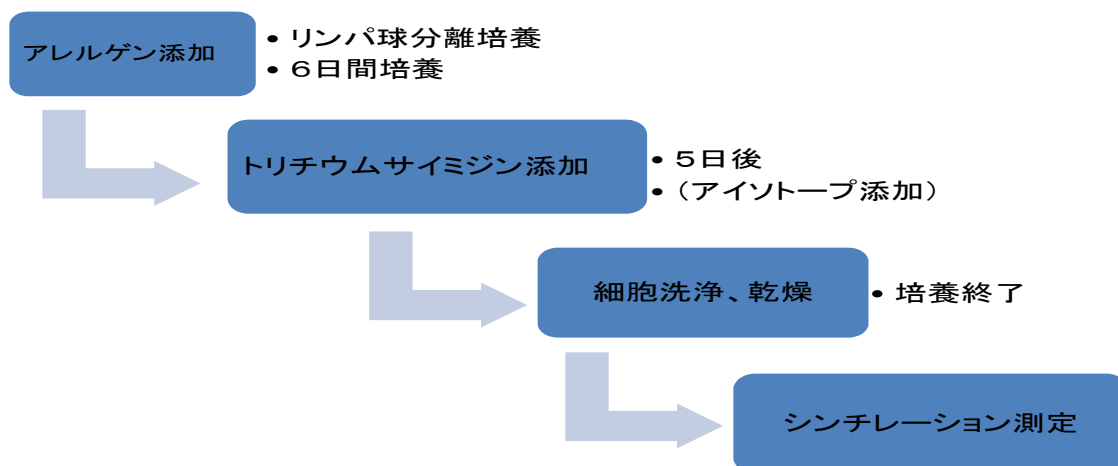 アレルゲン添加
• リンパ球分離培養
• 6日間培養
トリチウムサイミジン添加
• 5日後
• (アイソトープ添加)
細胞洗浄、乾燥
• 培養終了
シンチレーション測定